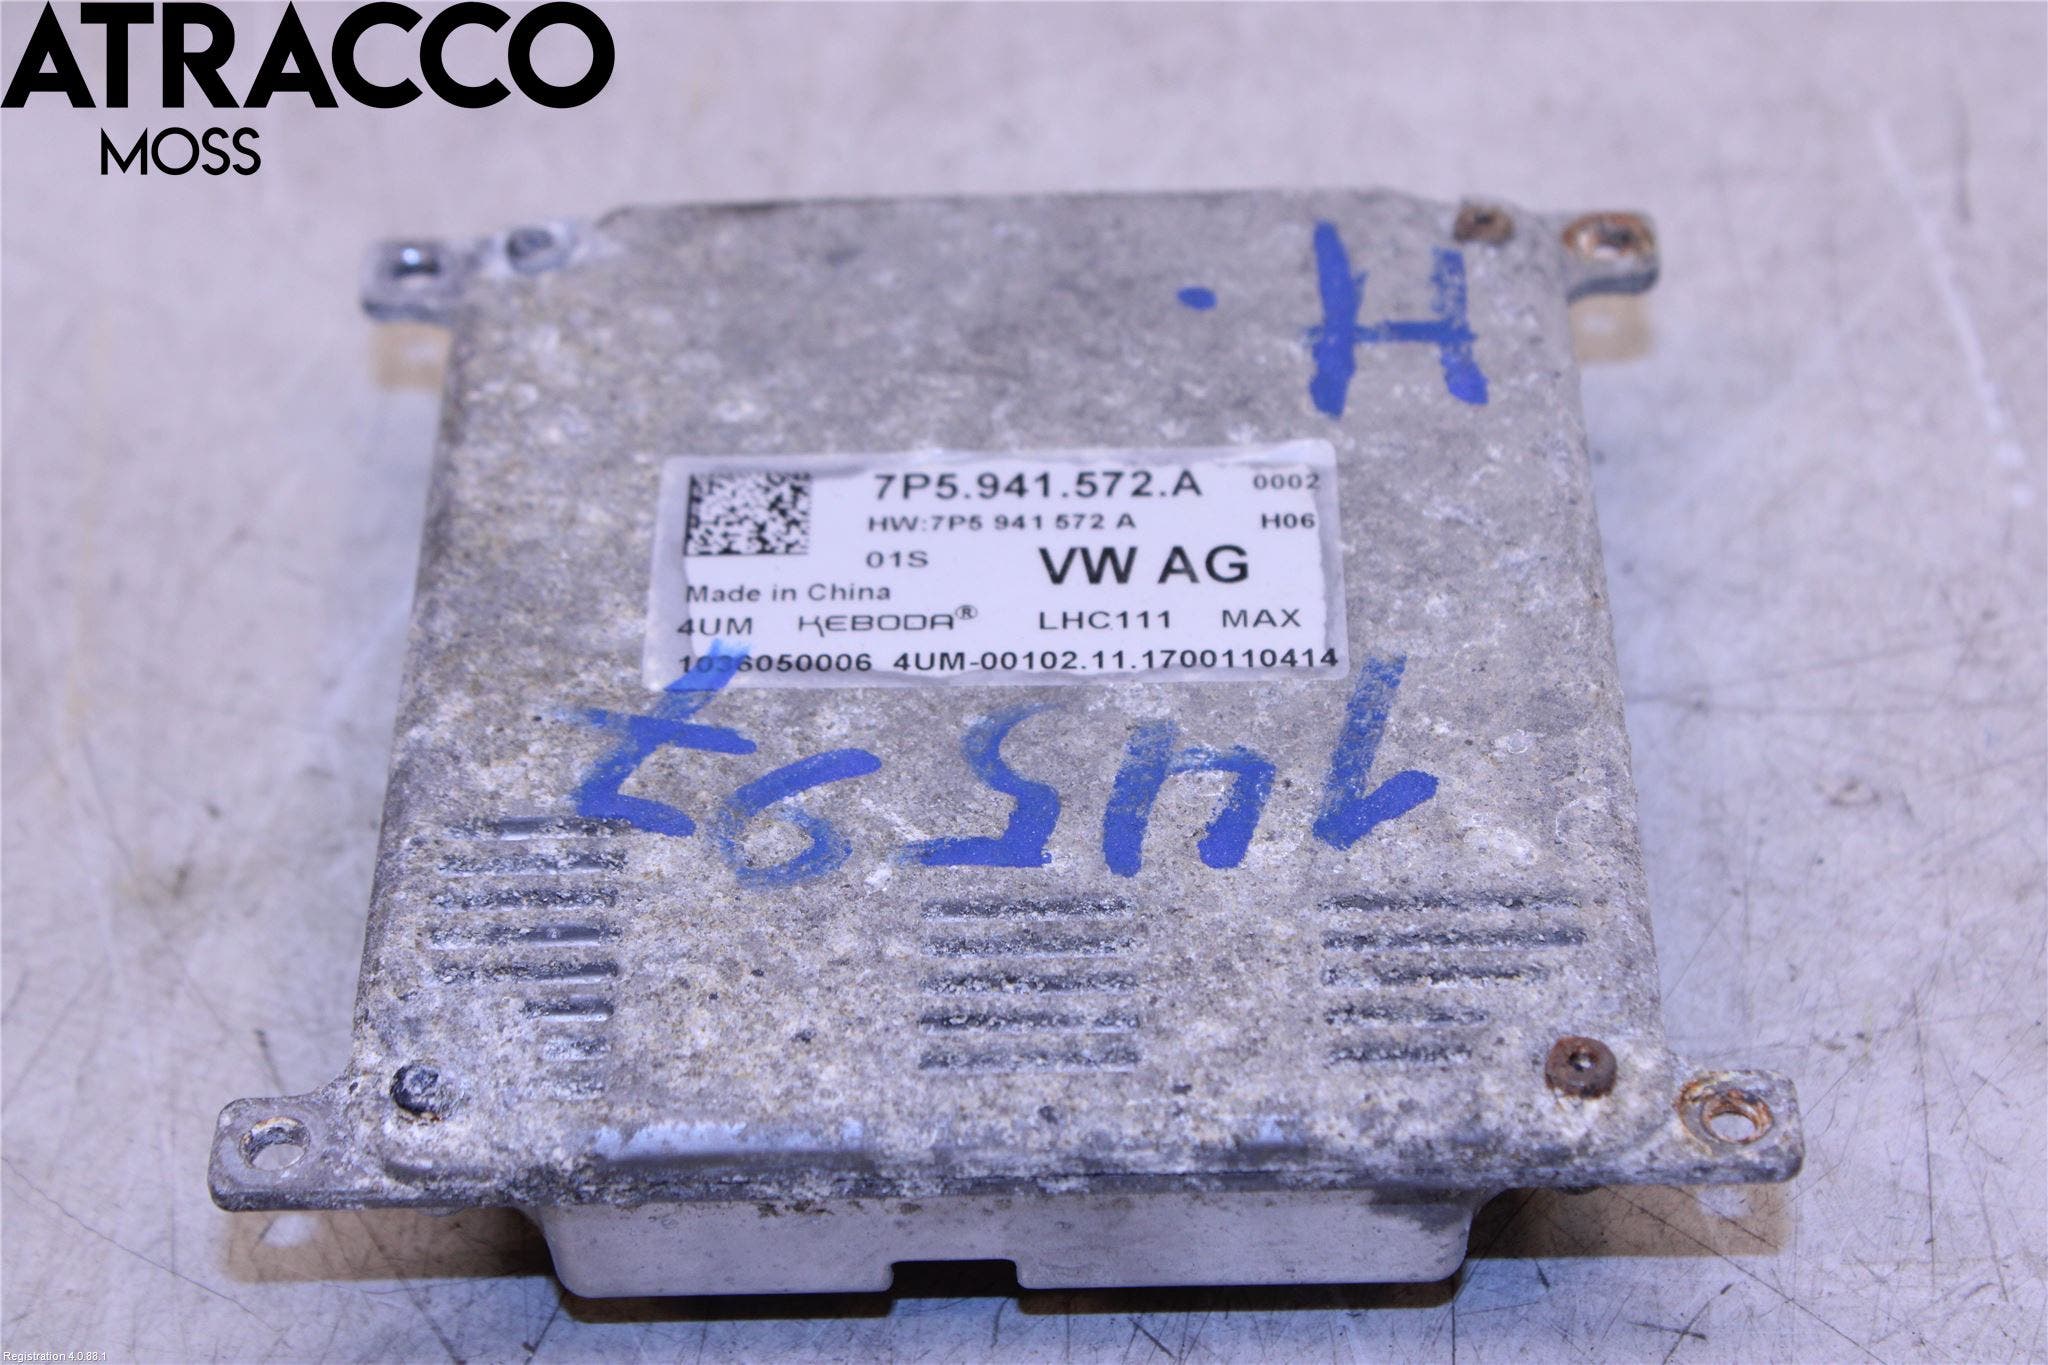 ATRACCO
MOSS
H
7P5.941.572.A 0002
HW:7P5 941 572 A H06
01S VW AG
Made in China
4UM KEBODA® LHC111 MAX
1036050006 4UM-00102.11.1700110414
Registration 4.0.88.1